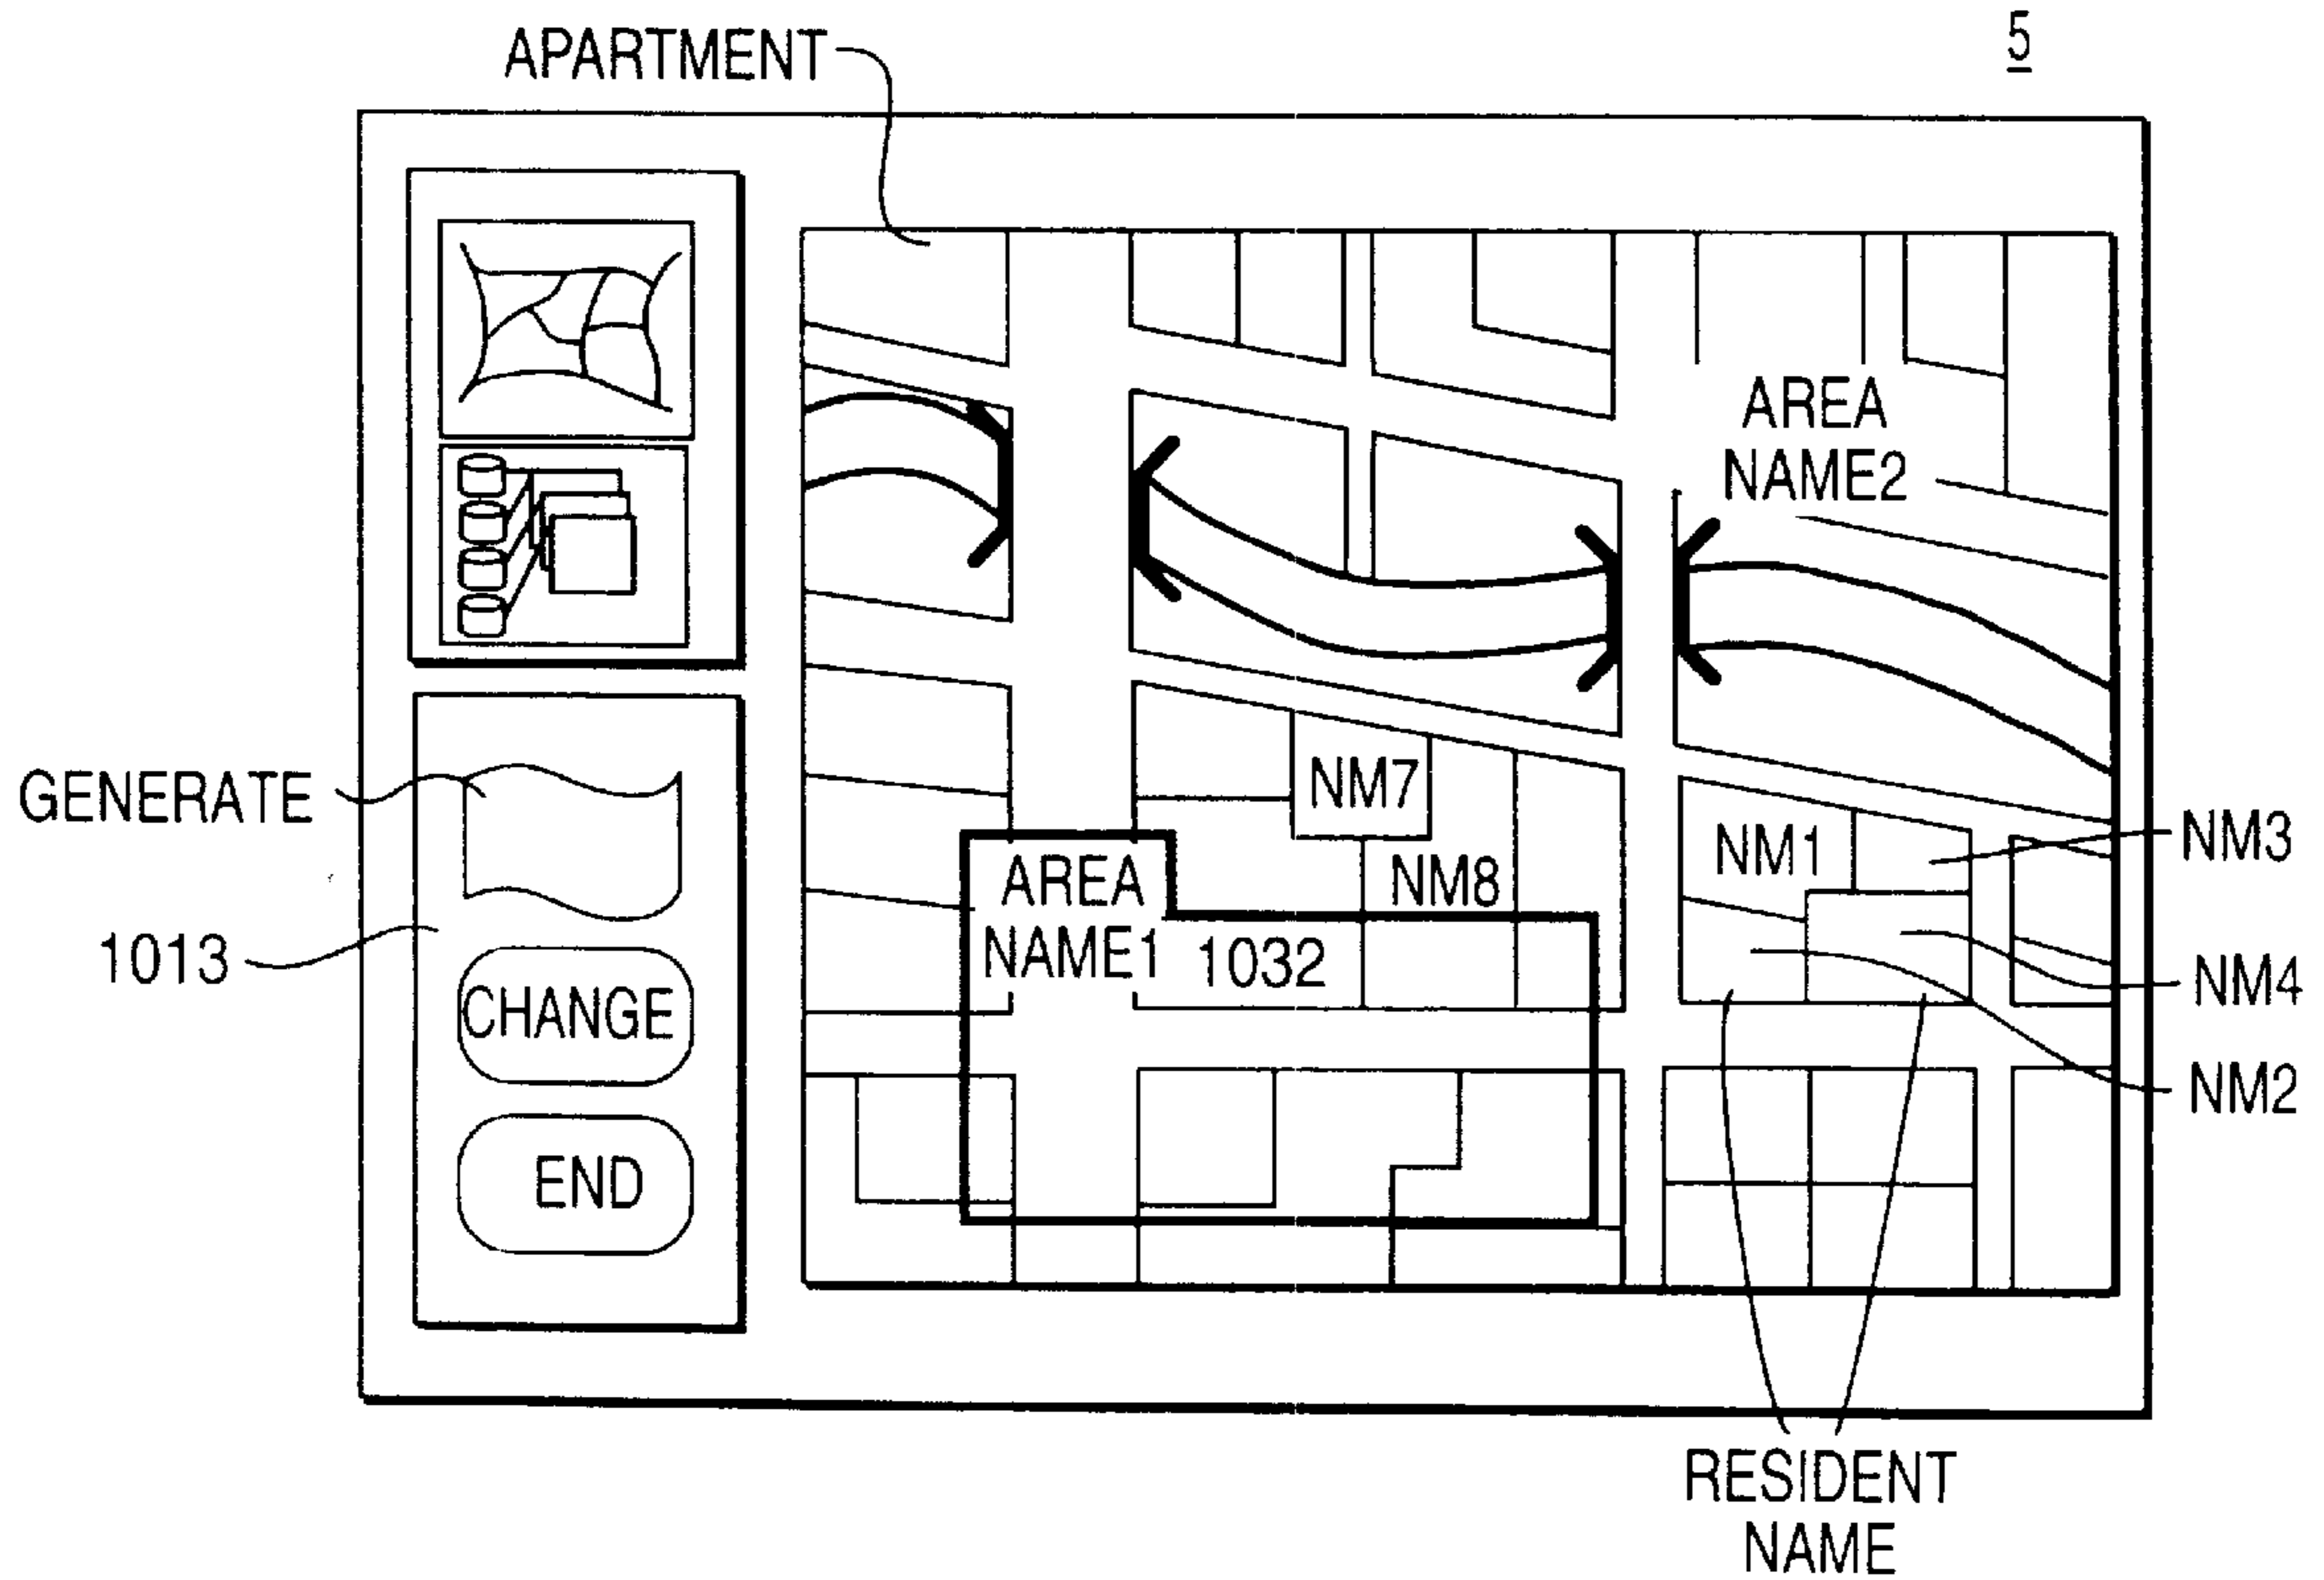 5
APARTMENT
AREA
NAME2
GENERATE
NM7
NM1
NM3
AREA
NAME1
NM8
1013
1032
NM4
CHANGE
NM2
END
RESIDENT
NAME